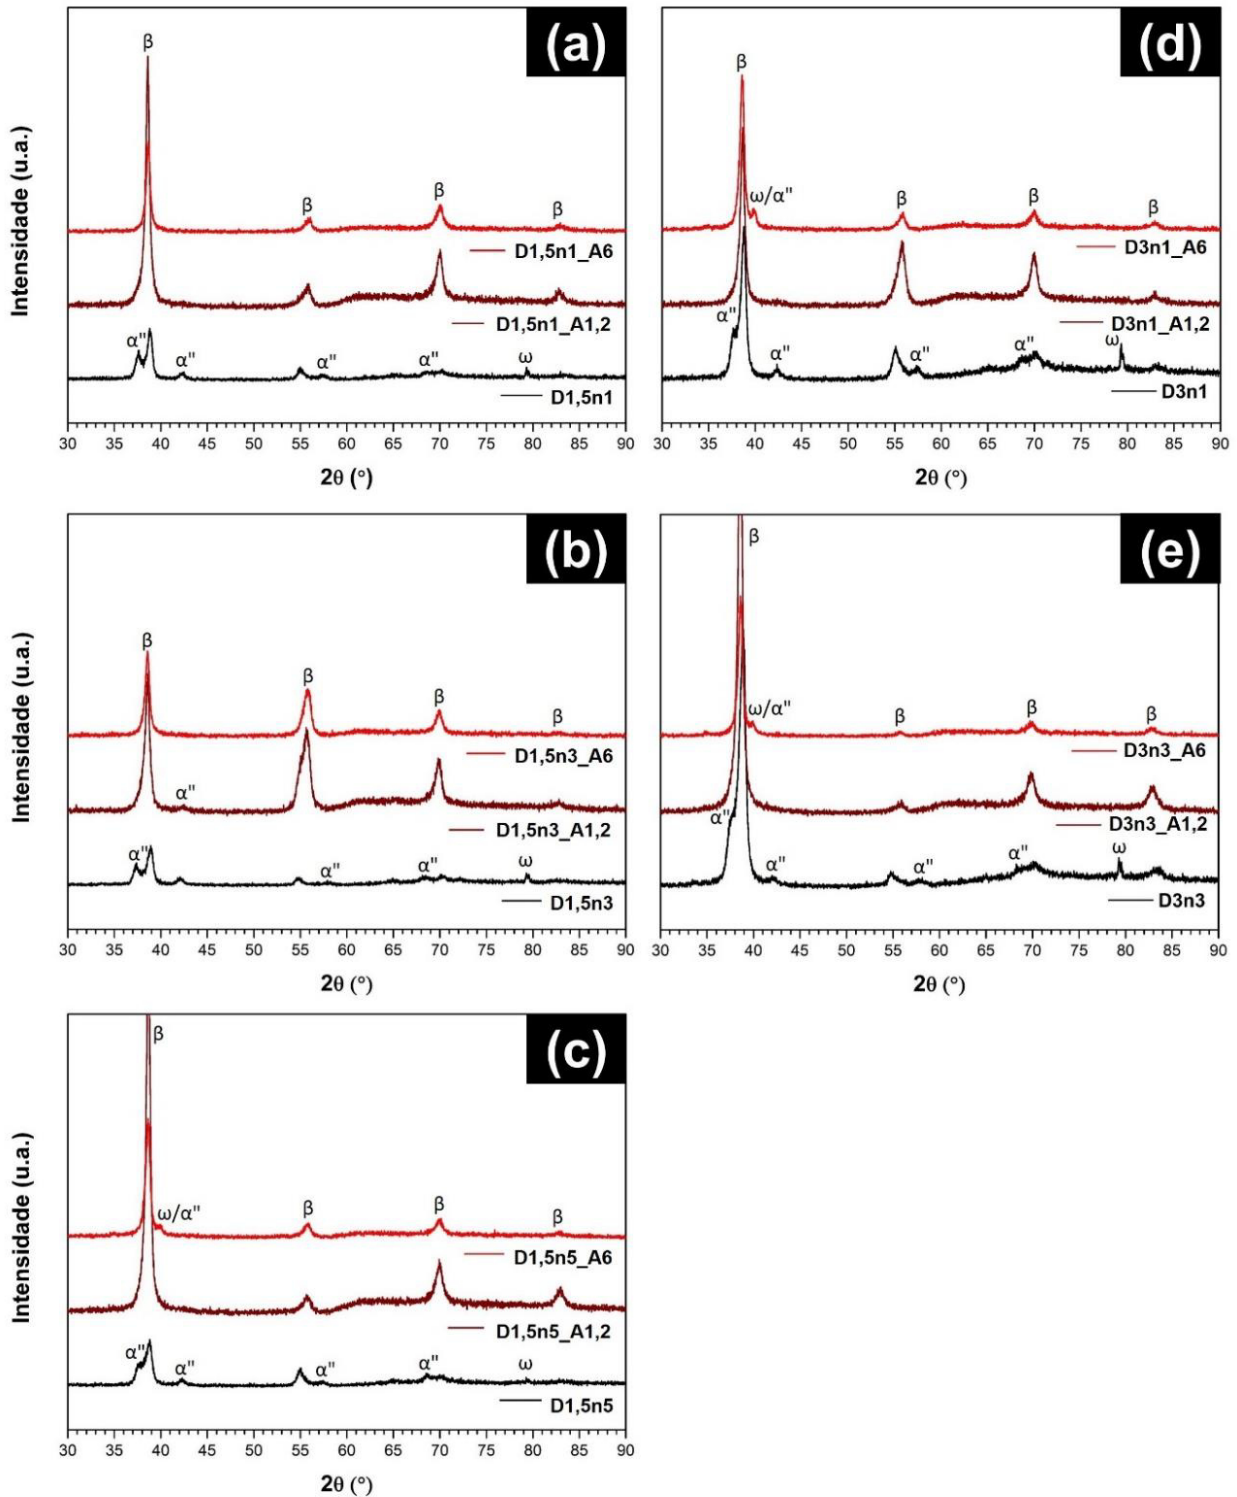 (a)
Intensidade (u.a.)
β
β
β
β
D1,5n1_A6
D1,5n1_A1,2
α"
α"
α"
α"
ω
D1,5n1
30 35 40 45 50 55 60 65 70 75 80 85 90
2θ (°)
(d)
β
ω/α"
β
β
β
D3n1_A6
D3n1_A1,2
α"
α"
α"
α"
ω
D3n1
30 35 40 45 50 55 60 65 70 75 80 85 90
2θ (°)
(b)
Intensidade (u.a.)
β
β
β
β
D1,5n3_A6
α"
D1,5n3_A1,2
α"
α"
α"
ω
D1,5n3
30 35 40 45 50 55 60 65 70 75 80 85 90
2θ (°)
(e)
β
ω/α"
β
β
β
D3n3_A6
D3n3_A1,2
α"
α"
α"
α"
ω
D3n3
30 35 40 45 50 55 60 65 70 75 80 85 90
2θ (°)
(c)
Intensidade (u.a.)
β
ω/α"
β
β
β
D1,5n5_A6
D1,5n5_A1,2
α"
α"
α"
α"
ω
D1,5n5
30 35 40 45 50 55 60 65 70 75 80 85 90
2θ (°)